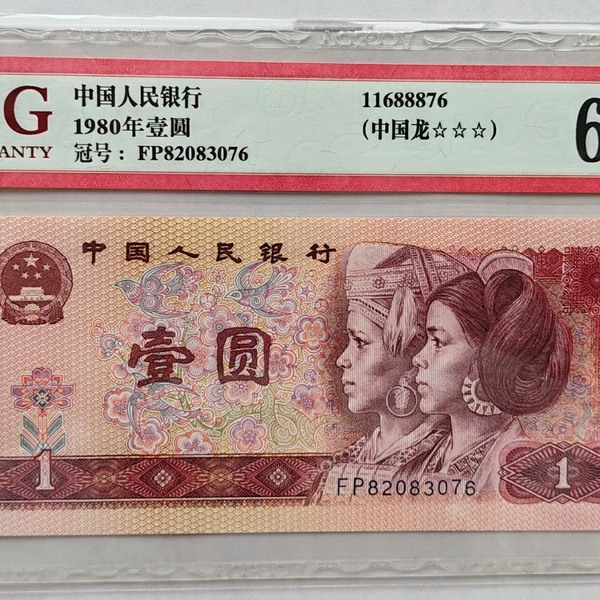 G
ANTY
中国人民银行
1980年壹圆
冠号：FP82083076
11688876
(中国龙☆☆☆)
6
中国人民银行
壹圆
1
FP82083076
1